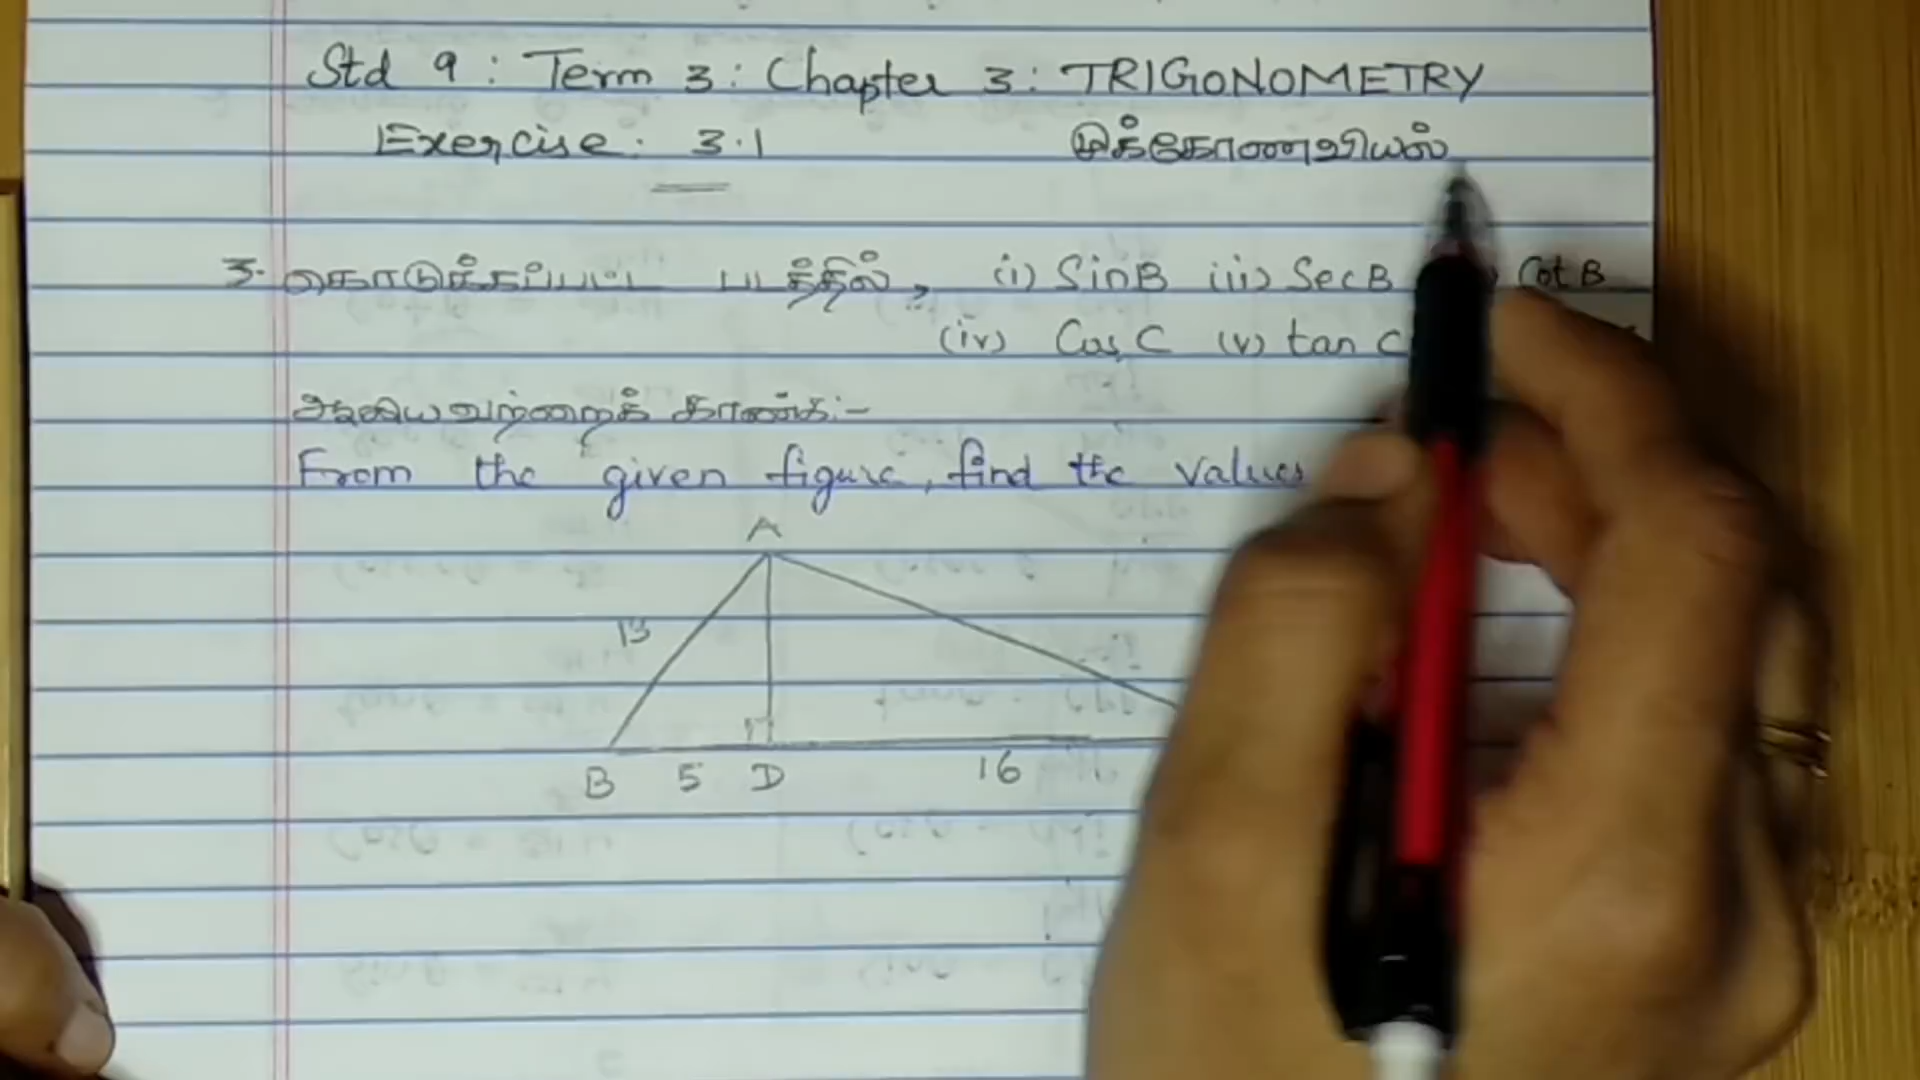 Std 9 : Term 3 : Chapter 3 : TRIGONOMETRY
Exercise : 3.1 முக்கோணவியல்
3. கொடுக்கப்பட்ட படத்தில், (i) SinB (ii) SecB Cot B
(iv) Cos C (v) tan C
ஆகியவற்றைக் காண்க:-
From the given figure, find the values
A
13
B 5 D 16